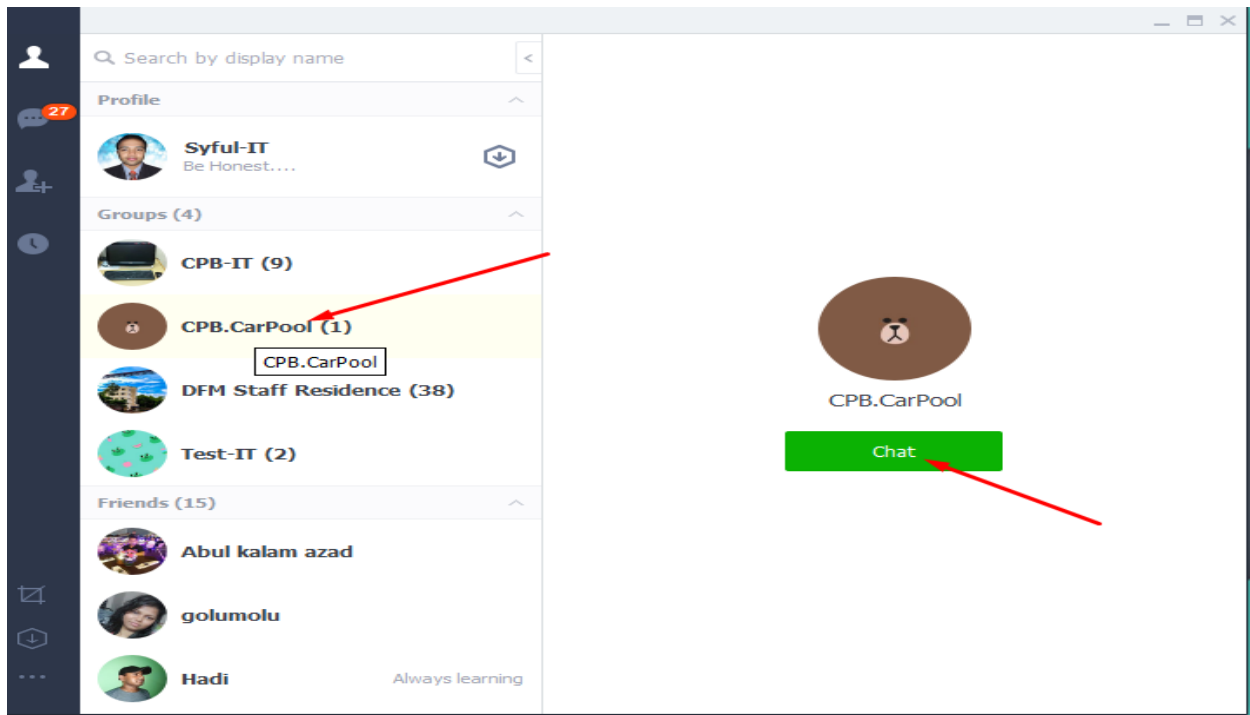 Search by display name
<
Profile
27
Syful-IT
Be Honest....
Groups (4)
CPB-IT (9)
CPB.CarPool (1)
CPB.CarPool
DFM Staff Residence (38)
Test-IT (2)
Friends (15)
Abul kalam azad
golumolu
Hadi
Always learning
CPB.CarPool
Chat